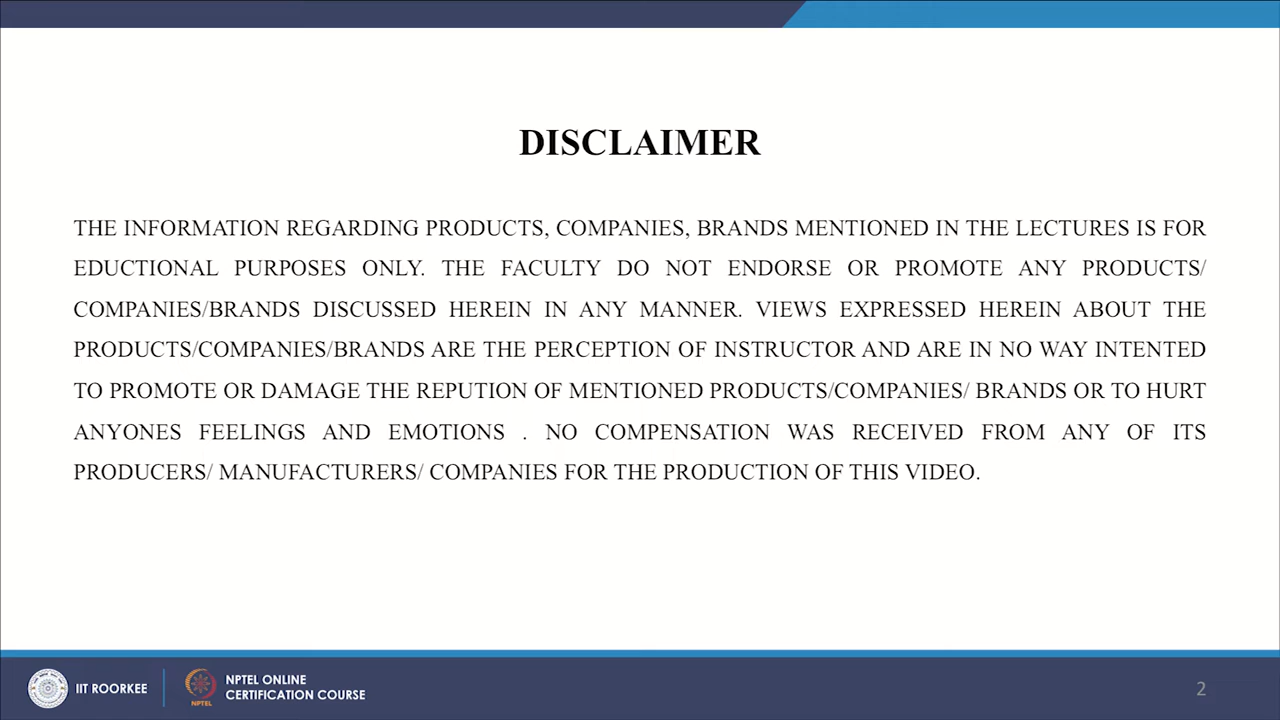 DISCLAIMER
THE INFORMATION REGARDING PRODUCTS, COMPANIES, BRANDS MENTIONED IN THE LECTURES IS FOR
EDUCTIONAL PURPOSES ONLY. THE FACULTY DO NOT ENDORSE OR PROMOTE ANY PRODUCTS/
COMPANIES/BRANDS DISCUSSED HEREIN IN ANY MANNER. VIEWS EXPRESSED HEREIN ABOUT THE
PRODUCTS/COMPANIES/BRANDS ARE THE PERCEPTION OF INSTRUCTOR AND ARE IN NO WAY INTENTED
TO PROMOTE OR DAMAGE THE REPUTION OF MENTIONED PRODUCTS/COMPANIES/ BRANDS OR TO HURT
ANYONES FEELINGS AND EMOTIONS . NO COMPENSATION WAS RECEIVED FROM ANY OF ITS
PRODUCERS/ MANUFACTURERS/ COMPANIES FOR THE PRODUCTION OF THIS VIDEO.
IIT ROORKEE
NPTEL
NPTEL ONLINE
CERTIFICATION COURSE
2